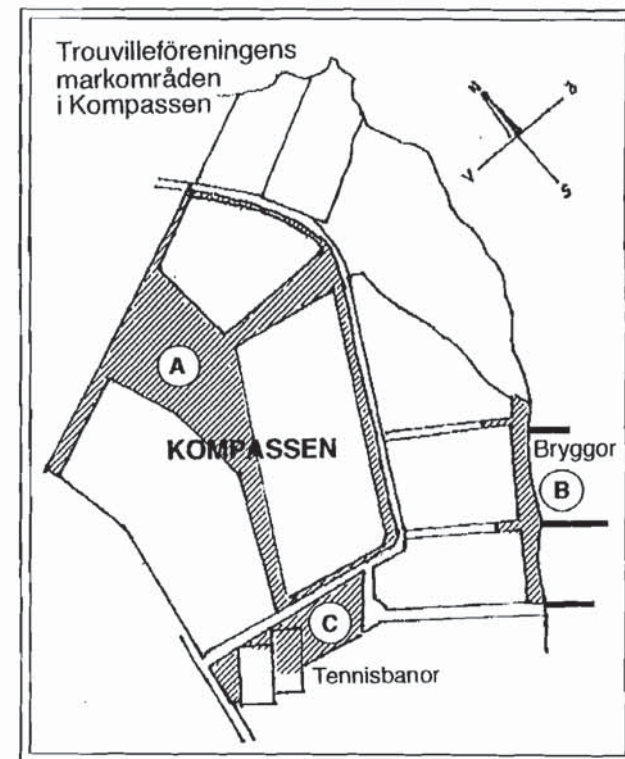 Trouvilleföreningens
markområden
i Kompassen
N
V
S
A
KOMPASSEN
Bryggor
B
C
Tennisbanor